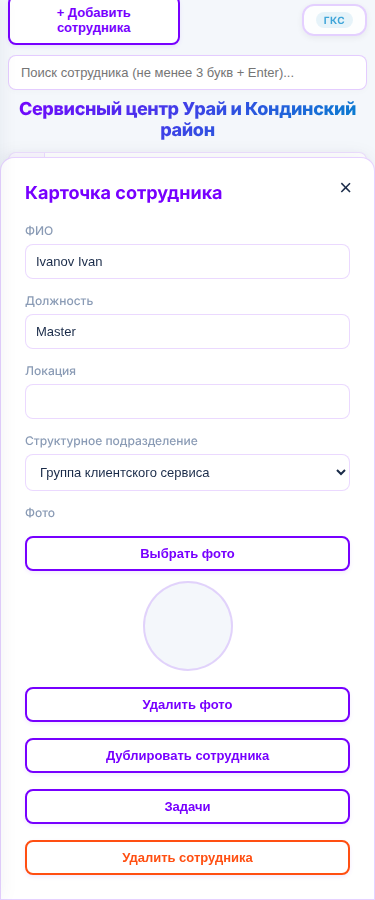 + Добавить
сотрудника
ГКС
Поиск сотрудника (не менее 3 букв + Enter)...
Сервисный центр Урай и Кондинский
район
Карточка сотрудника
×
ФИО
Ivanov Ivan
Должность
Master
Локация
Структурное подразделение
Группа клиентского сервиса
Фото
Выбрать фото
Удалить фото
Дублировать сотрудника
Задачи
Удалить сотрудника